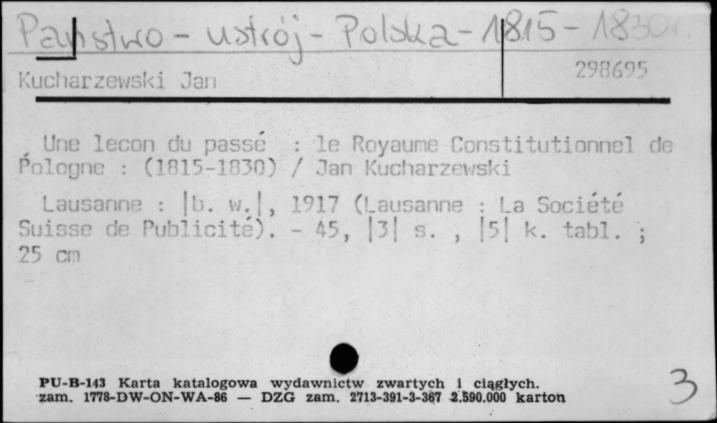 Państwo - ustrój - Polska - 1815 - 1830 r.
298695
Kucharzewski Jan
Une lecon du passé : le Royaume Constitutionnel de
Pologne : (1815-1830) / Jan Kucharzewski
Lausanne : |b. w.|, 1917 (Lausanne : La Société
Suisse de Publicité). - 45, |3| s. , |5| k. tabl. ;
25 cm
PU-B-143 Karta katalogowa wydawnictw zwartych i ciągłych.
zam. 1778-DW-ON-WA-86 — DZG zam. 2713-391-3-367 2.590.000 karton
3